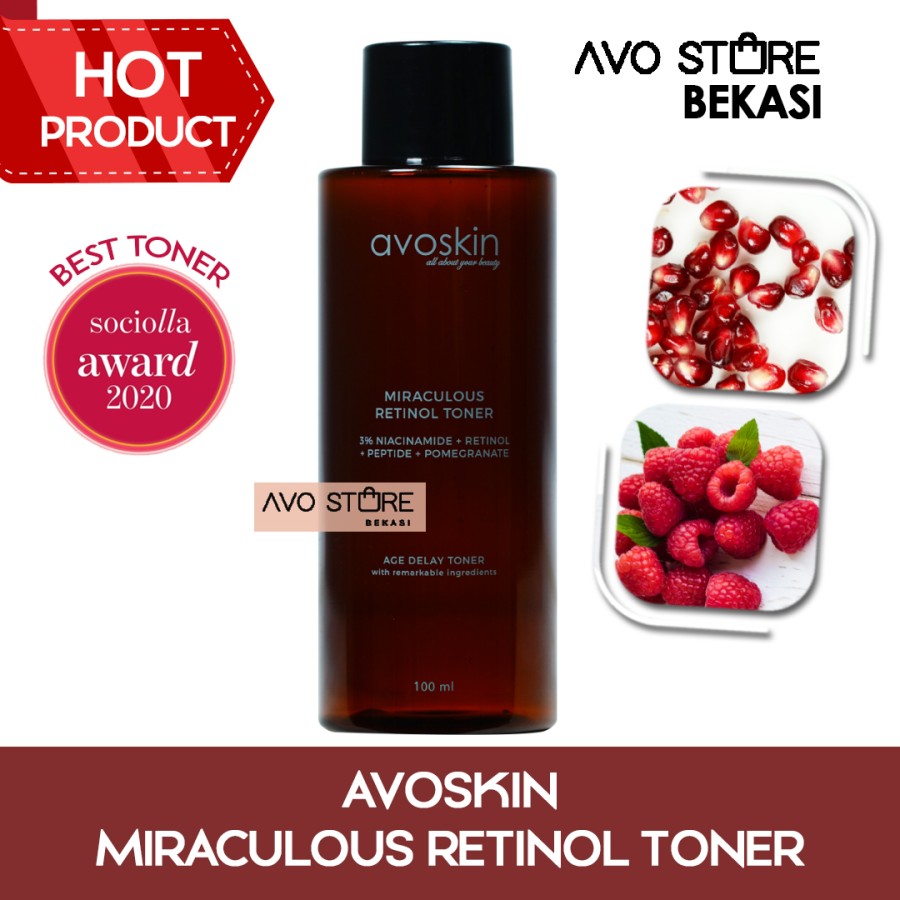 HOT
PRODUCT
AVO STORE
BEKASI
BEST TONER
sociolla
award
2020
avoskin
all about your beauty
MIRACULOUS
RETINOL TONER
3% NIACINAMIDE + RETINOL
+ PEPTIDE + POMEGRANATE
AVO STORE
BEKASI
AGE DELAY TONER
with remarkable ingredients
100 ml
AVOSKIN
MIRACULOUS RETINOL TONER